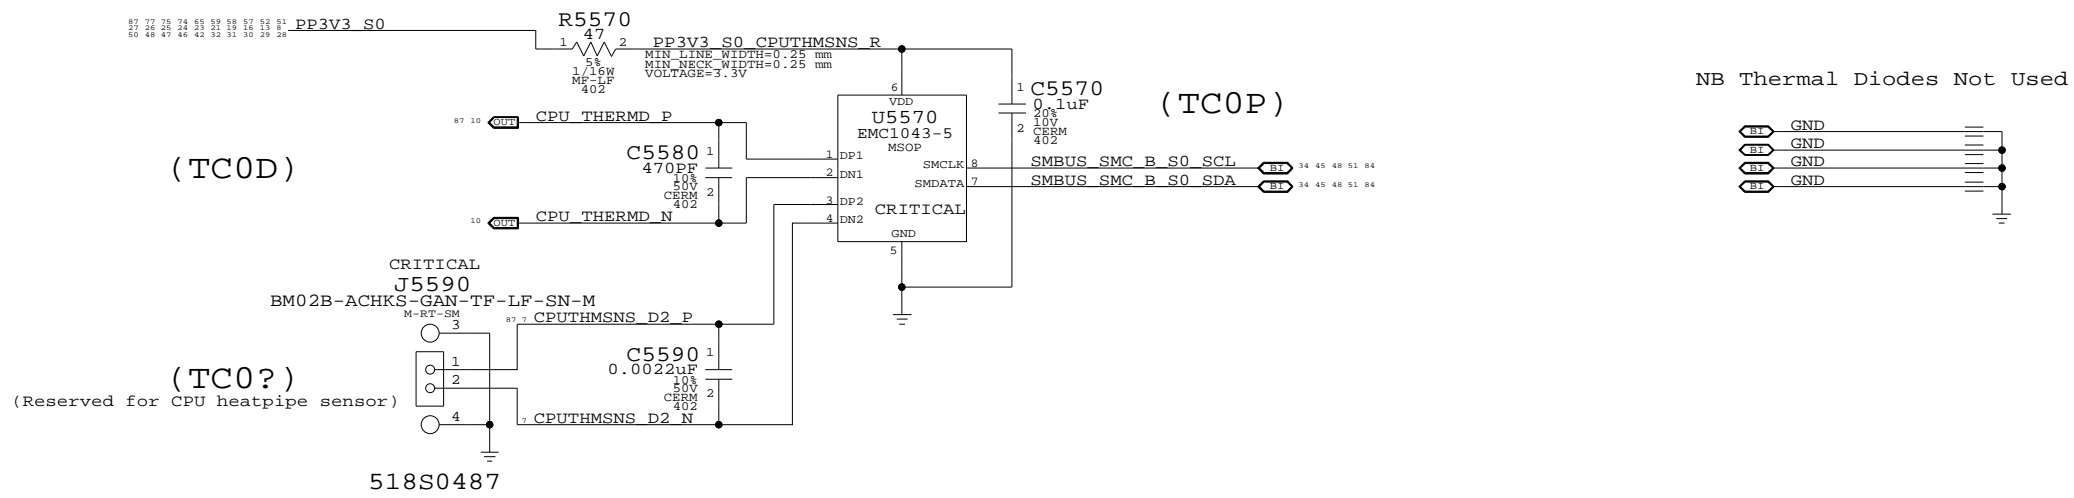 87 77 75 74 65 59 58 57 52 51
27 26 25 24 23 21 19 16 13 8
50 48 47 46 42 32 31 30 29 28
PP3V3_S0
R5570
47
1 2
5%
1/16W
MF-LF
402
PP3V3_S0_CPUTHMSNS_R
MIN_LINE_WIDTH=0.25 mm
MIN_NECK_WIDTH=0.25 mm
VOLTAGE=3.3V
1
C5570
0.1uF
20%
10V
CERM
402
2
(TC0P)
NB Thermal Diodes Not Used
BI GND
BI GND
BI GND
BI GND
87 10 OUT CPU_THERMD_P
(TC0D)
C5580
470PF
10%
50V
CERM
402
1
2
10 OUT CPU_THERMD_N
6
VDD
U5570
EMC1043-5
MSOP
1 DP1
2 DN1
3 DP2
4 DN2
SMCLK 8
SMDATA 7
CRITICAL
GND
5
SMBUS_SMC_B_S0_SCL BI 34 45 48 51 84
SMBUS_SMC_B_S0_SDA BI 34 45 48 51 84
CRITICAL
J5590
BM02B-ACHKS-GAN-TF-LF-SN-M
M-RT-SM
3
1
2
4
87 7 CPUTHMSNS_D2_P
(TC0?)
(Reserved for CPU heatpipe sensor)
C5590
0.0022uF
10%
50V
CERM
402
1
2
7 CPUTHMSNS_D2_N
518S0487